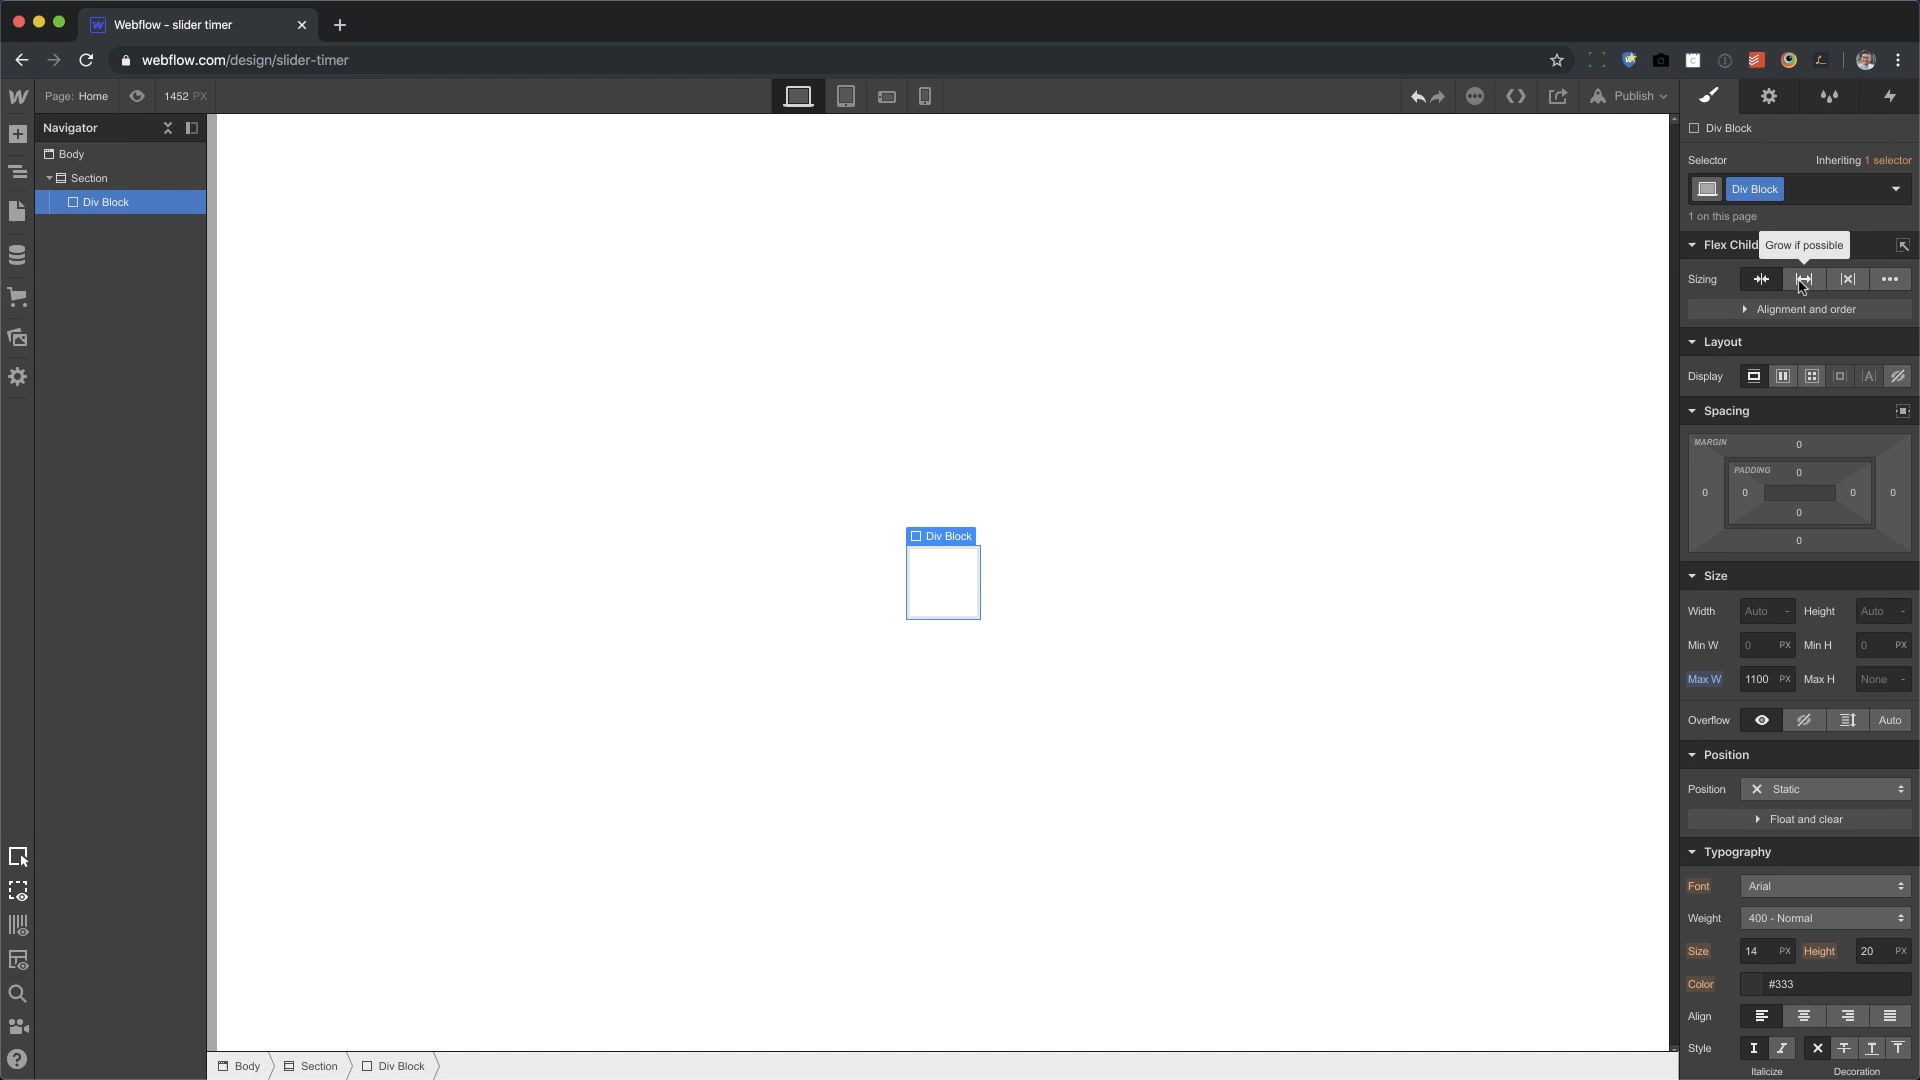 Webflow - slider timer
webflow.com/design/slider-timer
Page: Home
1452 PX
Publish
Navigator
Body
Section
Div Block
Div Block
Div Block
Selector
Inheriting 1 selector
Div Block
1 on this page
Flex Child
Grow if possible
Sizing
Alignment and order
Layout
Display
Spacing
MARGIN
0
PADDING
0
0
0
0
0
0
0
Size
Width
Auto -
Height
Auto -
Min W
0 PX
Min H
0 PX
Max W
1100 PX
Max H
None -
Overflow
Auto
Position
Position
Static
Float and clear
Typography
Font
Arial
Weight
400 - Normal
Size
14 PX
Height
20 PX
Color
#333
Align
Style
Italicize
Decoration
Body
Section
Div Block